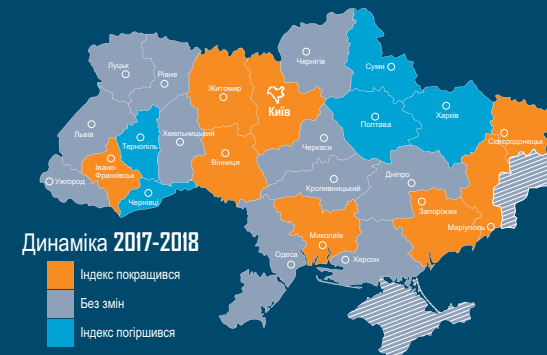 Чернігів
Луцьк
Рівне
Суми
Житомир
Київ
Львів
Тернопіль
Хмельницький
Полтава
Харків
Сєвєродонецьк
Черкаси
Вінниця
Івано-
Франківськ
Ужгород
Чернівці
Кропивницький
Дніпро
Запоріжжя
Маріуполь
Миколаїв
Одеса
Херсон
Динаміка 2017-2018
Індекс покращився
Без змін
Індекс погіршився